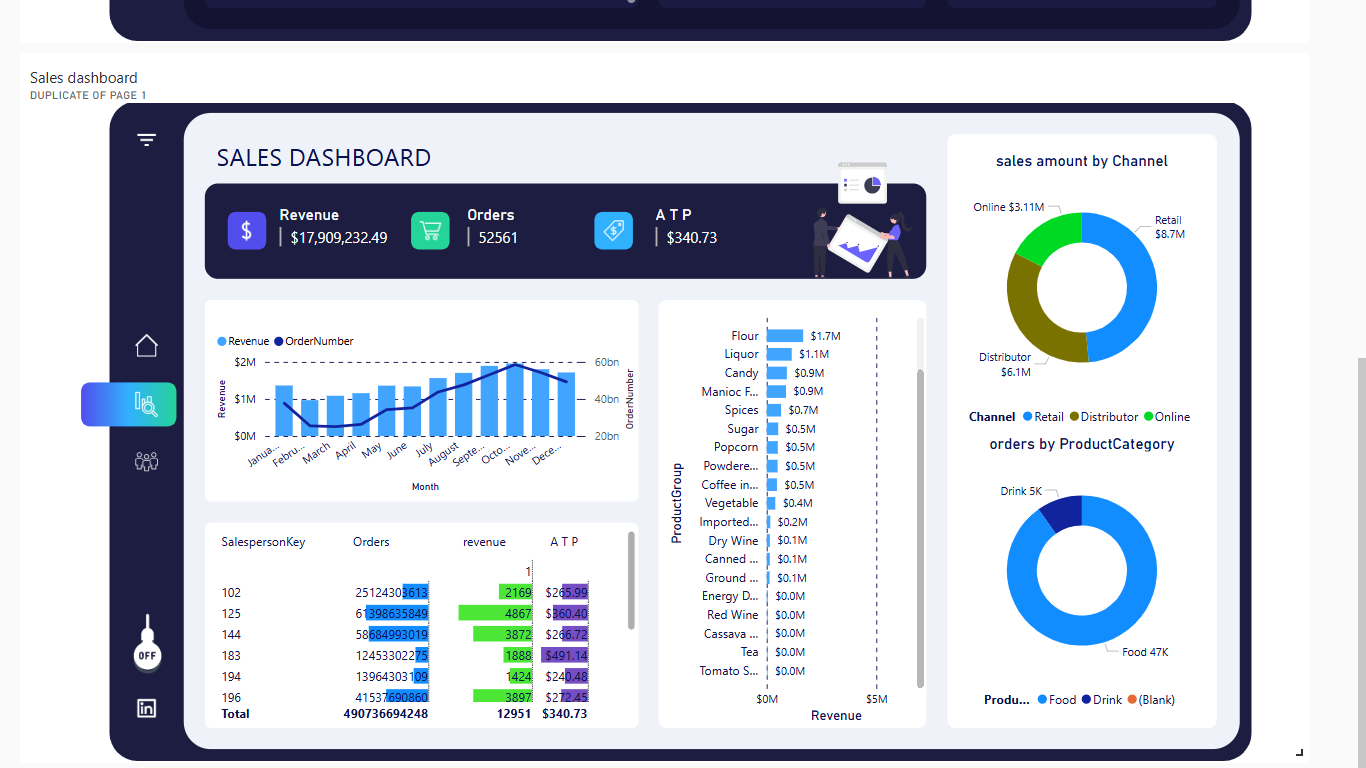 Sales dashboard
DUPLICATE OF PAGE 1
SALES DASHBOARD
Revenue
$17,909,232.49
Orders
52561
A T P
$340.73
Revenue OrderNumber
$2M
$1M
$0M
Revenue
60bn
40bn
20bn
OrderNumber
Janua... Febru... March April May June July August Septe... Octo... Nove... Dece...
Month
SalespersonKey Orders revenue A T P
1
102 25124303613 2169 $265.99
125 61398635849 4867 $360.40
144 58684993019 3872 $266.72
183 12453302275 1888 $491.14
194 13964303109 1424 $240.48
196 41537690860 3897 $272.45
Total 490736694248 12951 $340.73
ProductGroup
Flour $1.7M
Liquor $1.1M
Candy $0.9M
Manioc F... $0.9M
Spices $0.7M
Sugar $0.5M
Popcorn $0.5M
Powdere... $0.5M
Coffee in... $0.5M
Vegetable $0.4M
Imported... $0.2M
Dry Wine $0.1M
Canned ... $0.1M
Ground ... $0.1M
Energy D... $0.0M
Red Wine $0.0M
Cassava ... $0.0M
Tea $0.0M
Tomato S... $0.0M
$0M $5M
Revenue
sales amount by Channel
Online $3.11M
Retail
$8.7M
Distributor
$6.1M
Channel Retail Distributor Online
orders by ProductCategory
Drink 5K
Food 47K
Produ... Food Drink (Blank)
OFF
in